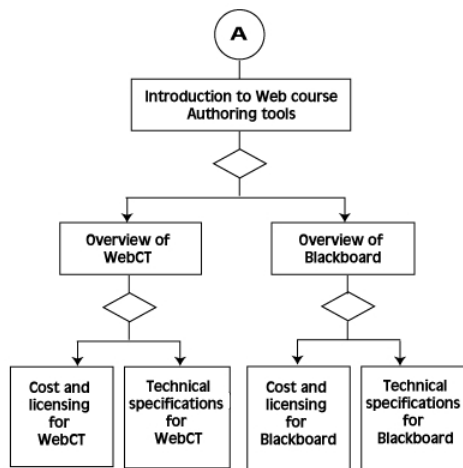 A
Introduction to Web course
Authoring tools
Overview of
WebCT
Overview of
Blackboard
Cost and
licensing
for
WebCT
Technical
specifications
for
WebCT
Cost and
licensing
for
Blackboard
Technical
specifications
for
Blackboard